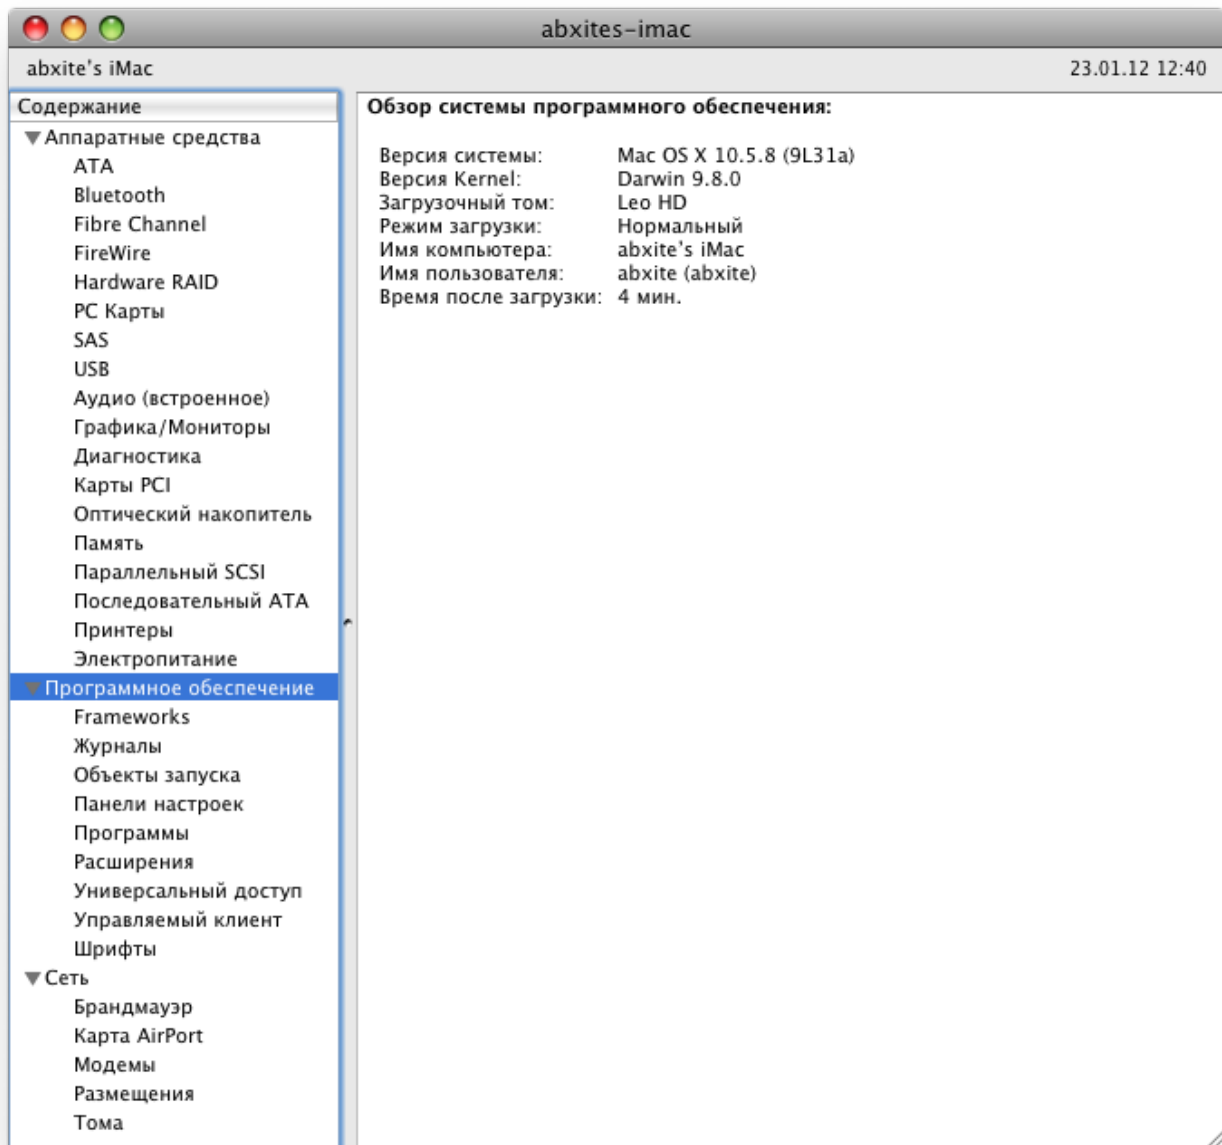 abxites-imac
abxite's iMac 23.01.12 12:40
Содержание
Аппаратные средства
ATA
Bluetooth
Fibre Channel
FireWire
Hardware RAID
PC Карты
SAS
USB
Аудио (встроенное)
Графика/Мониторы
Диагностика
Карты PCI
Оптический накопитель
Память
Параллельный SCSI
Последовательный ATA
Принтеры
Электропитание
Программное обеспечение
Frameworks
Журналы
Объекты запуска
Панели настроек
Программы
Расширения
Универсальный доступ
Управляемый клиент
Шрифты
Сеть
Брандмауэр
Карта AirPort
Модемы
Размещения
Тома
Обзор системы программного обеспечения:
Версия системы: Mac OS X 10.5.8 (9L31a)
Версия Kernel: Darwin 9.8.0
Загрузочный том: Leo HD
Режим загрузки: Нормальный
Имя компьютера: abxite's iMac
Имя пользователя: abxite (abxite)
Время после загрузки: 4 мин.